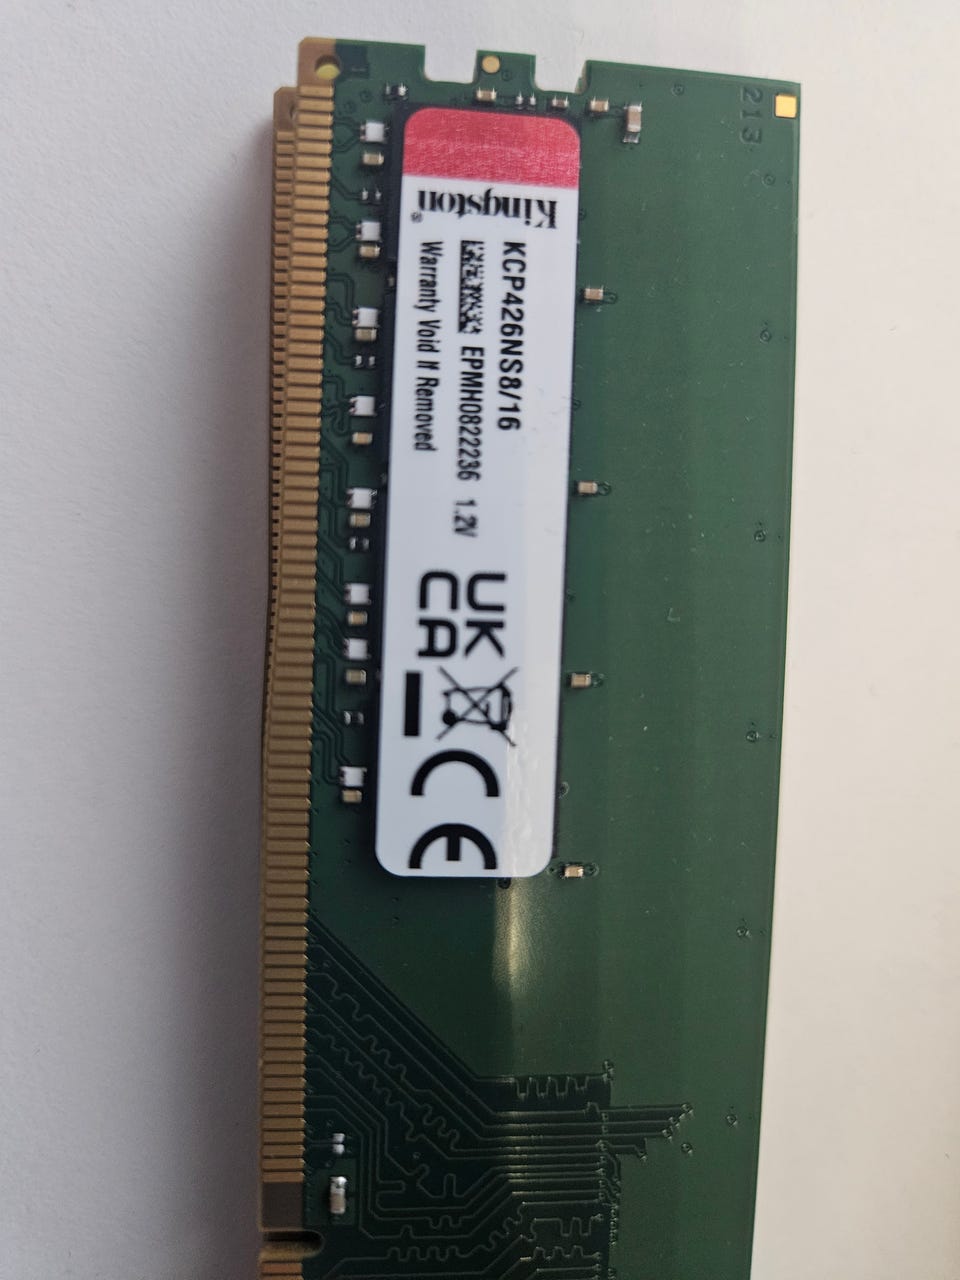 Kingston®
KCP426NS8/16
EPMH0822236 1.2V
Warranty Void If Removed
UK
CA
CE
213